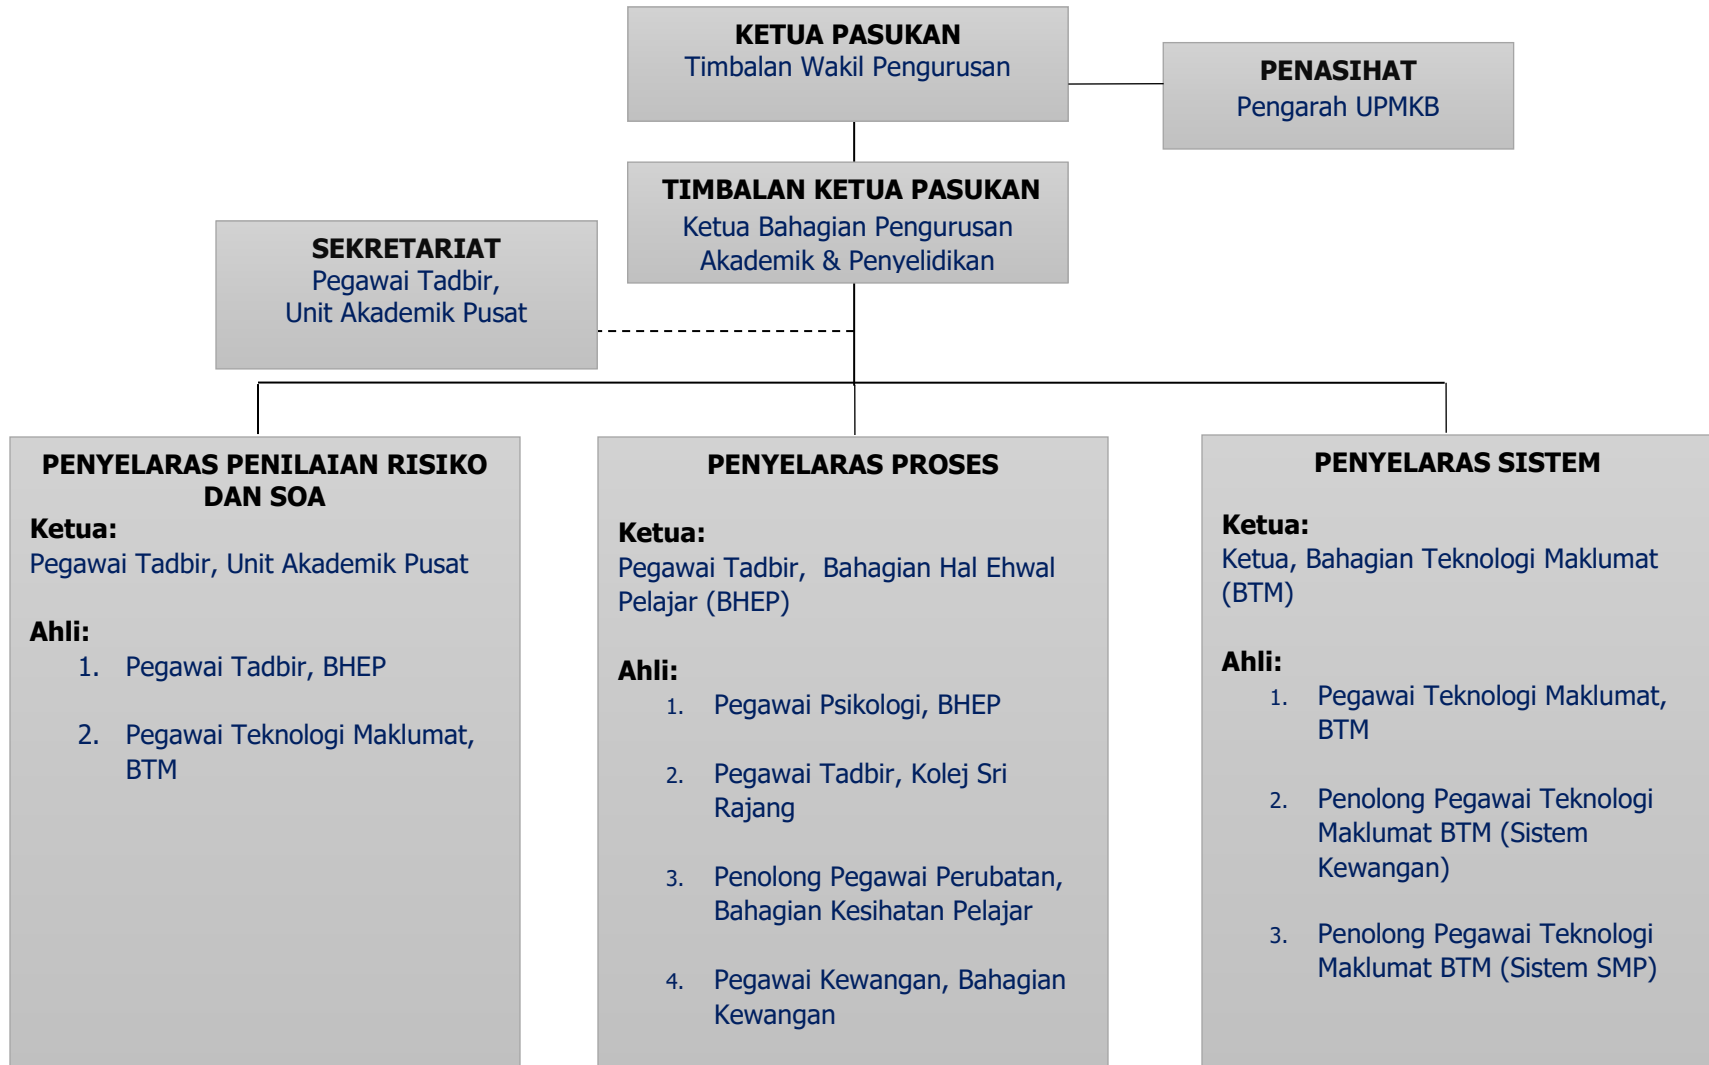 KETUA PASUKAN
Timbalan Wakil Pengurusan
PENASIHAT
Pengarah UPMKB
TIMBALAN KETUA PASUKAN
Ketua Bahagian Pengurusan
Akademik & Penyelidikan
SEKRETARIAT
Pegawai Tadbir,
Unit Akademik Pusat
PENYELARAS PENILAIAN RISIKO
DAN SOA
Ketua:
Pegawai Tadbir, Unit Akademik Pusat
Ahli:
1. Pegawai Tadbir, BHEP
2. Pegawai Teknologi Maklumat,
BTM
PENYELARAS PROSES
Ketua:
Pegawai Tadbir, Bahagian Hal Ehwal
Pelajar (BHEP)
Ahli:
1. Pegawai Psikologi, BHEP
2. Pegawai Tadbir, Kolej Sri
Rajang
3. Penolong Pegawai Perubatan,
Bahagian Kesihatan Pelajar
4. Pegawai Kewangan, Bahagian
Kewangan
PENYELARAS SISTEM
Ketua:
Ketua, Bahagian Teknologi Maklumat
(BTM)
Ahli:
1. Pegawai Teknologi Maklumat,
BTM
2. Penolong Pegawai Teknologi
Maklumat BTM (Sistem
Kewangan)
3. Penolong Pegawai Teknologi
Maklumat BTM (Sistem SMP)